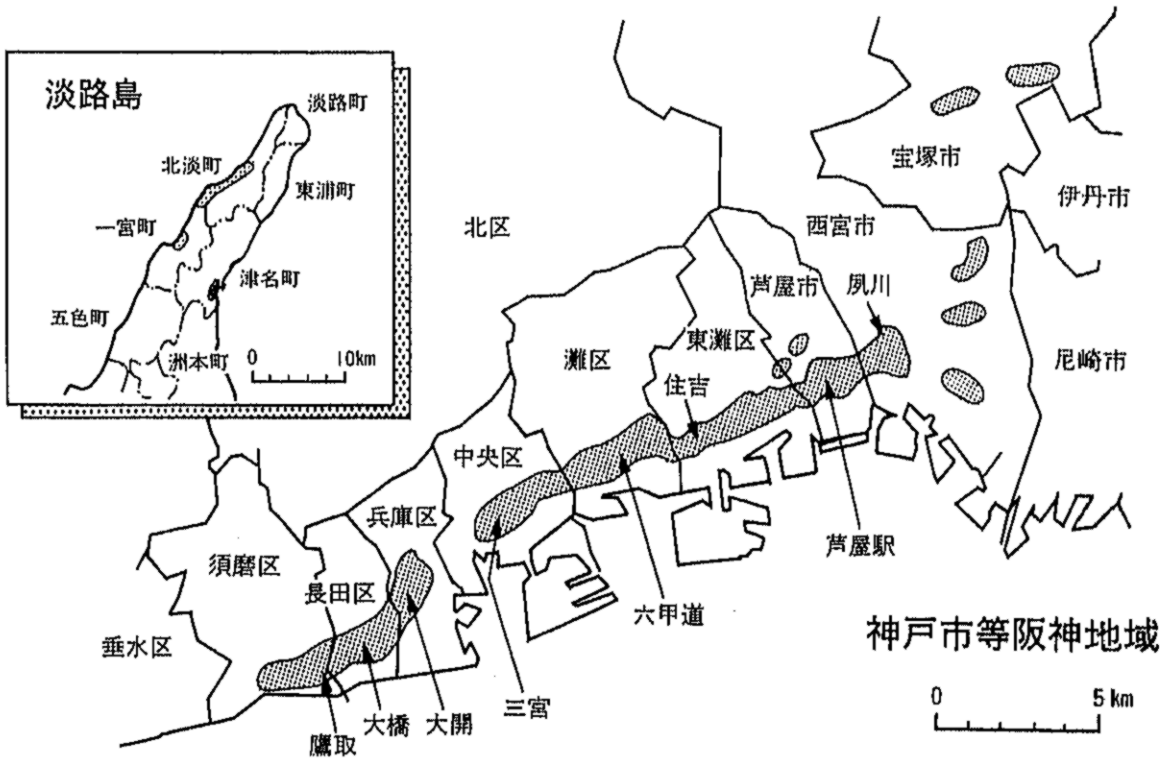 淡路島
淡路町
北淡町
東浦町
一宮町
津名町
五色町
洲本町
0 10km
宝塚市
伊丹市
北区
西宮市
芦屋市
夙川
東灘区
灘区
住吉
尼崎市
中央区
兵庫区
須磨区
長田区
芦屋駅
垂水区
六甲道
神戸市等阪神地域
三宮
大開
大橋
鷹取
0 5km